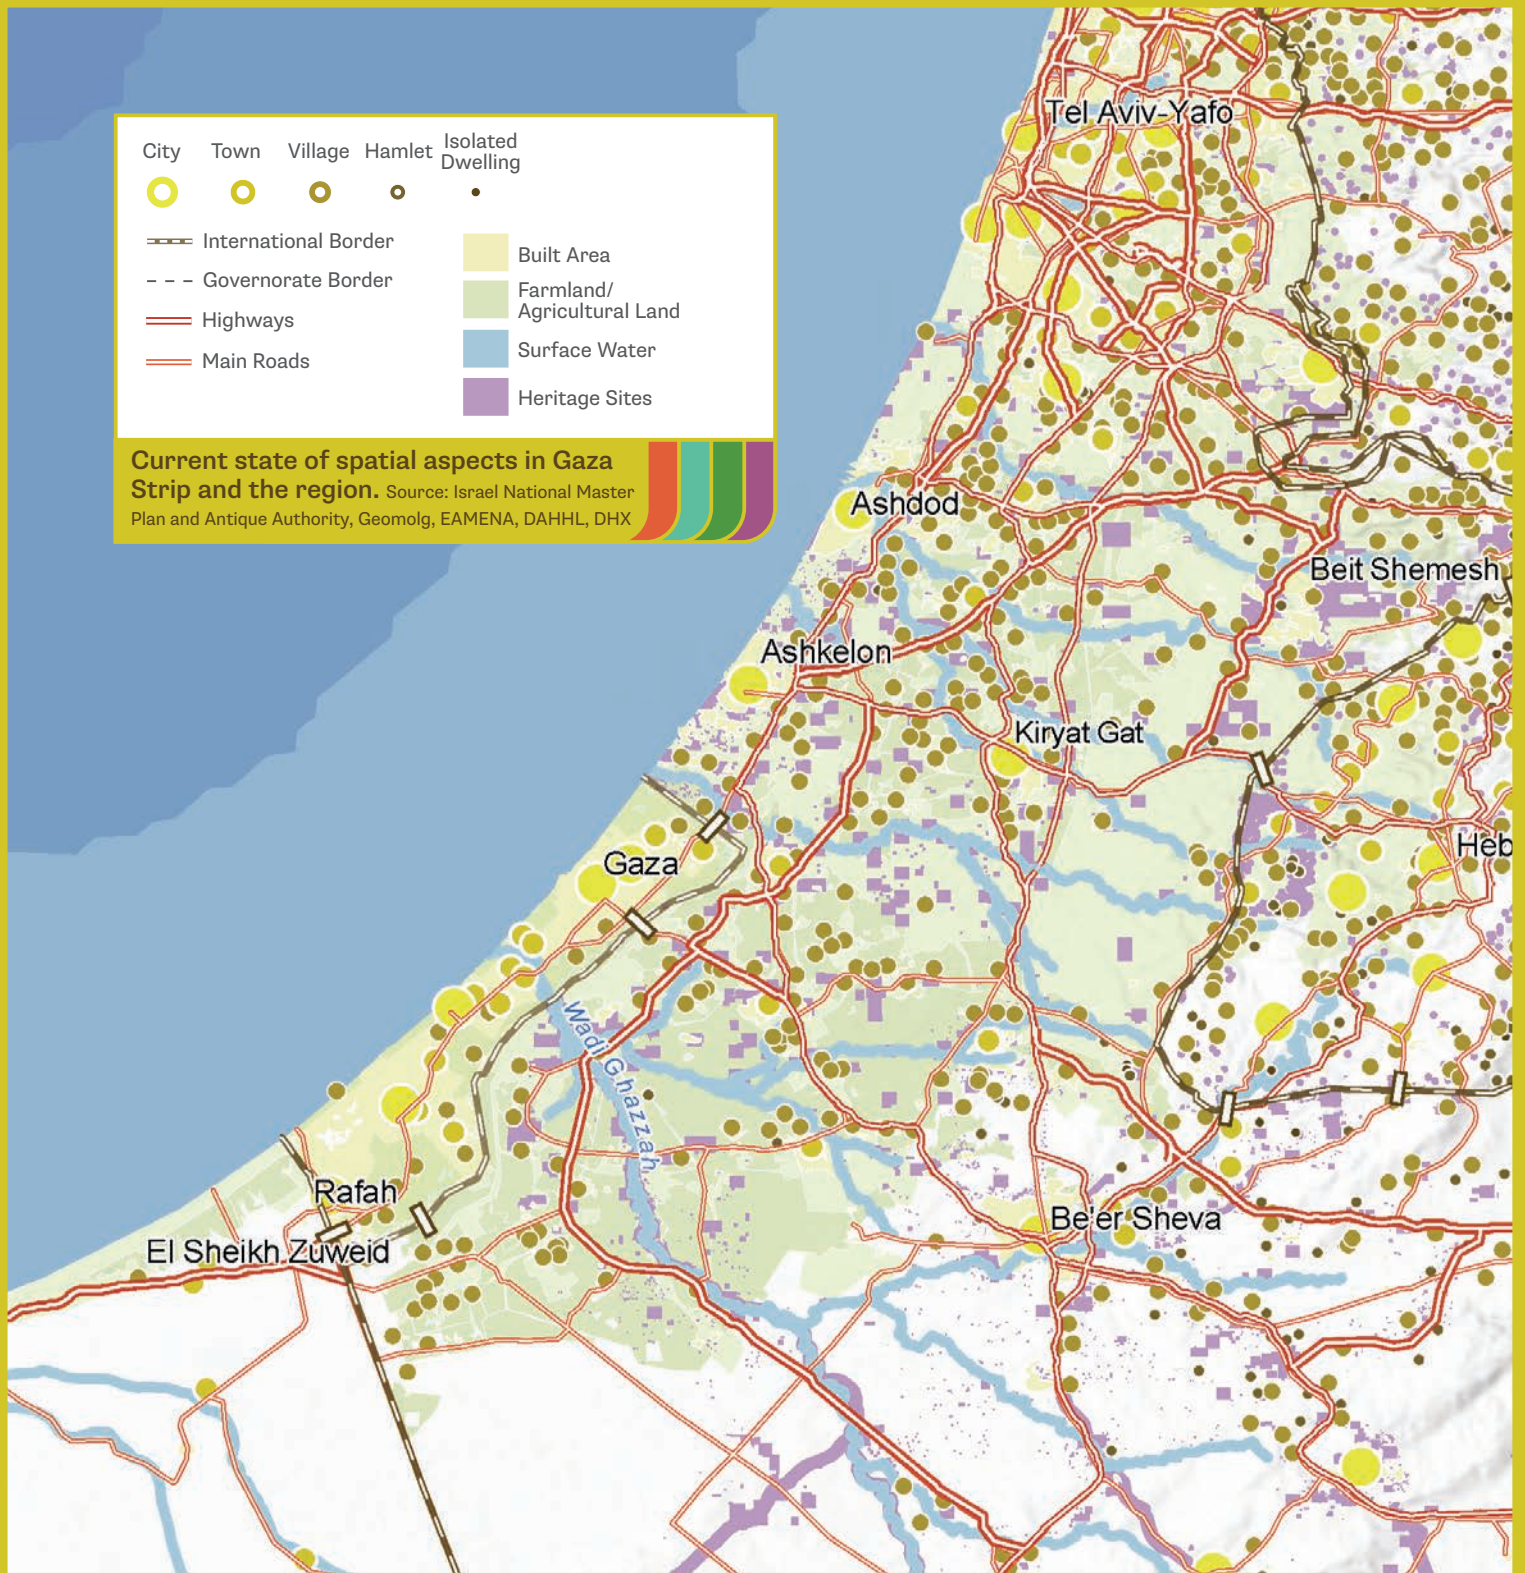 City Town Village Hamlet Isolated
Dwelling
International Border
Governorate Border
Highways
Main Roads
Built Area
Farmland/
Agricultural Land
Surface Water
Heritage Sites
Current state of spatial aspects in Gaza
Strip and the region. Source: Israel National Master
Plan and Antique Authority, Geomolg, EAMENA, DAHHL, DHX
Tel Aviv-Yafo
Ashdod
Beit Shemesh
Ashkelon
Kiryat Gat
Gaza
Heb
Wadi Ghazzah
Rafah
Be'er Sheva
El Sheikh Zuweid